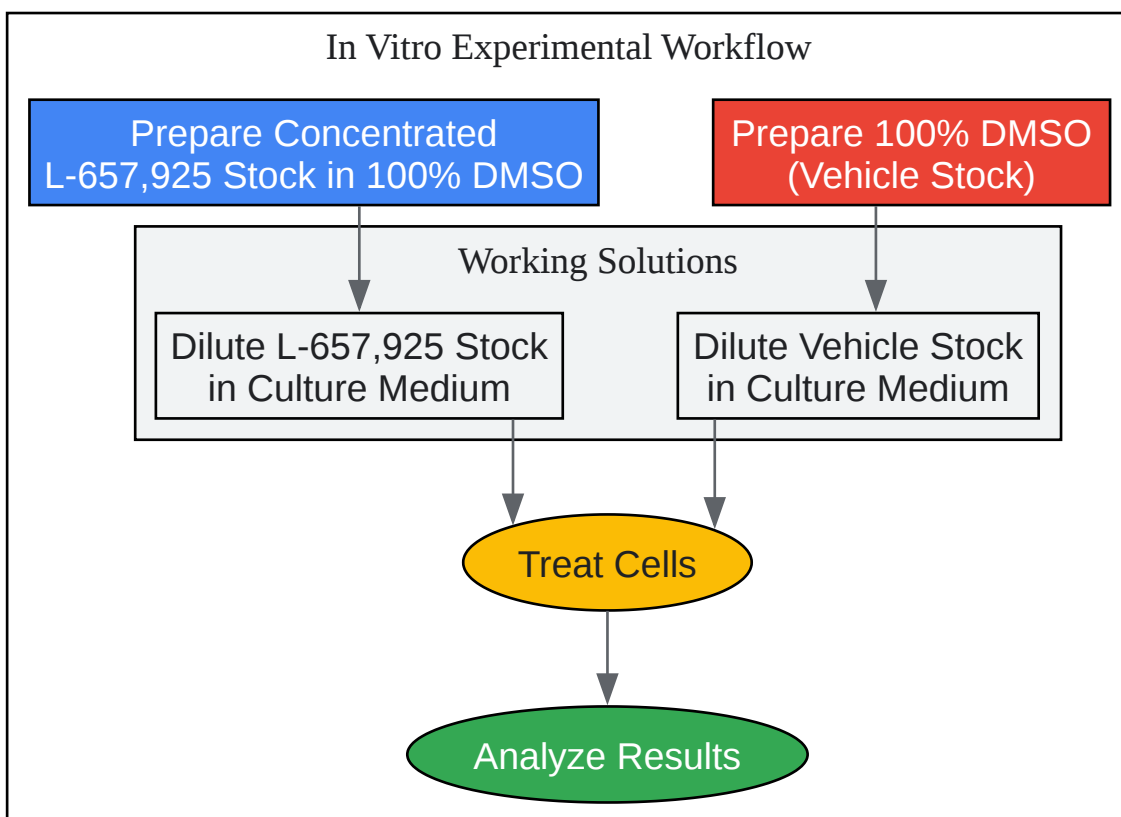 In Vitro Experimental Workflow
Prepare Concentrated
L-657,925 Stock in 100% DMSO
Prepare 100% DMSO
(Vehicle Stock)
Working Solutions
Dilute L-657,925 Stock
in Culture Medium
Dilute Vehicle Stock
in Culture Medium
Treat Cells
Analyze Results